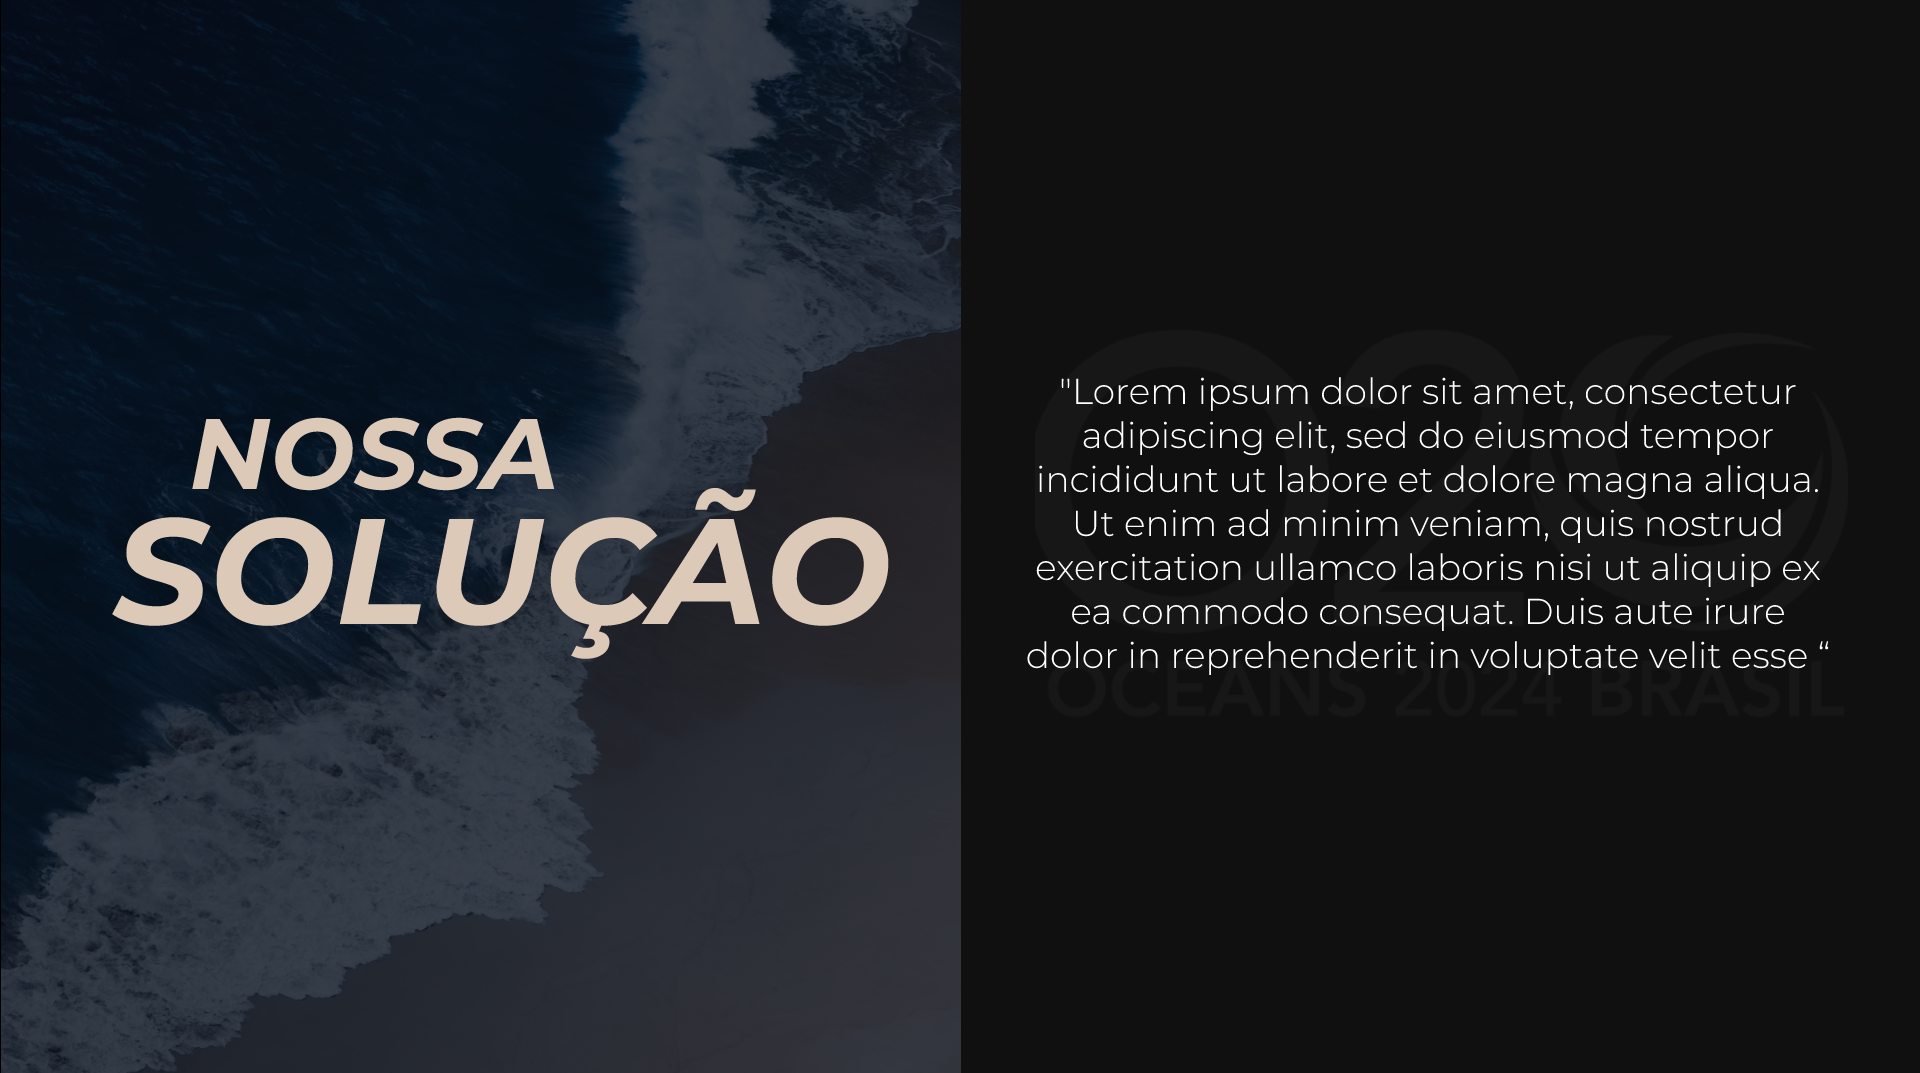 NOSSA
SOLUÇÃO
"Lorem ipsum dolor sit amet, consectetur
adipiscing elit, sed do eiusmod tempor
incididunt ut labore et dolore magna aliqua.
Ut enim ad minim veniam, quis nostrud
exercitation ullamco laboris nisi ut aliquip ex
ea commodo consequat. Duis aute irure
dolor in reprehenderit in voluptate velit esse “
O20
OCEANS 2024 BRASIL